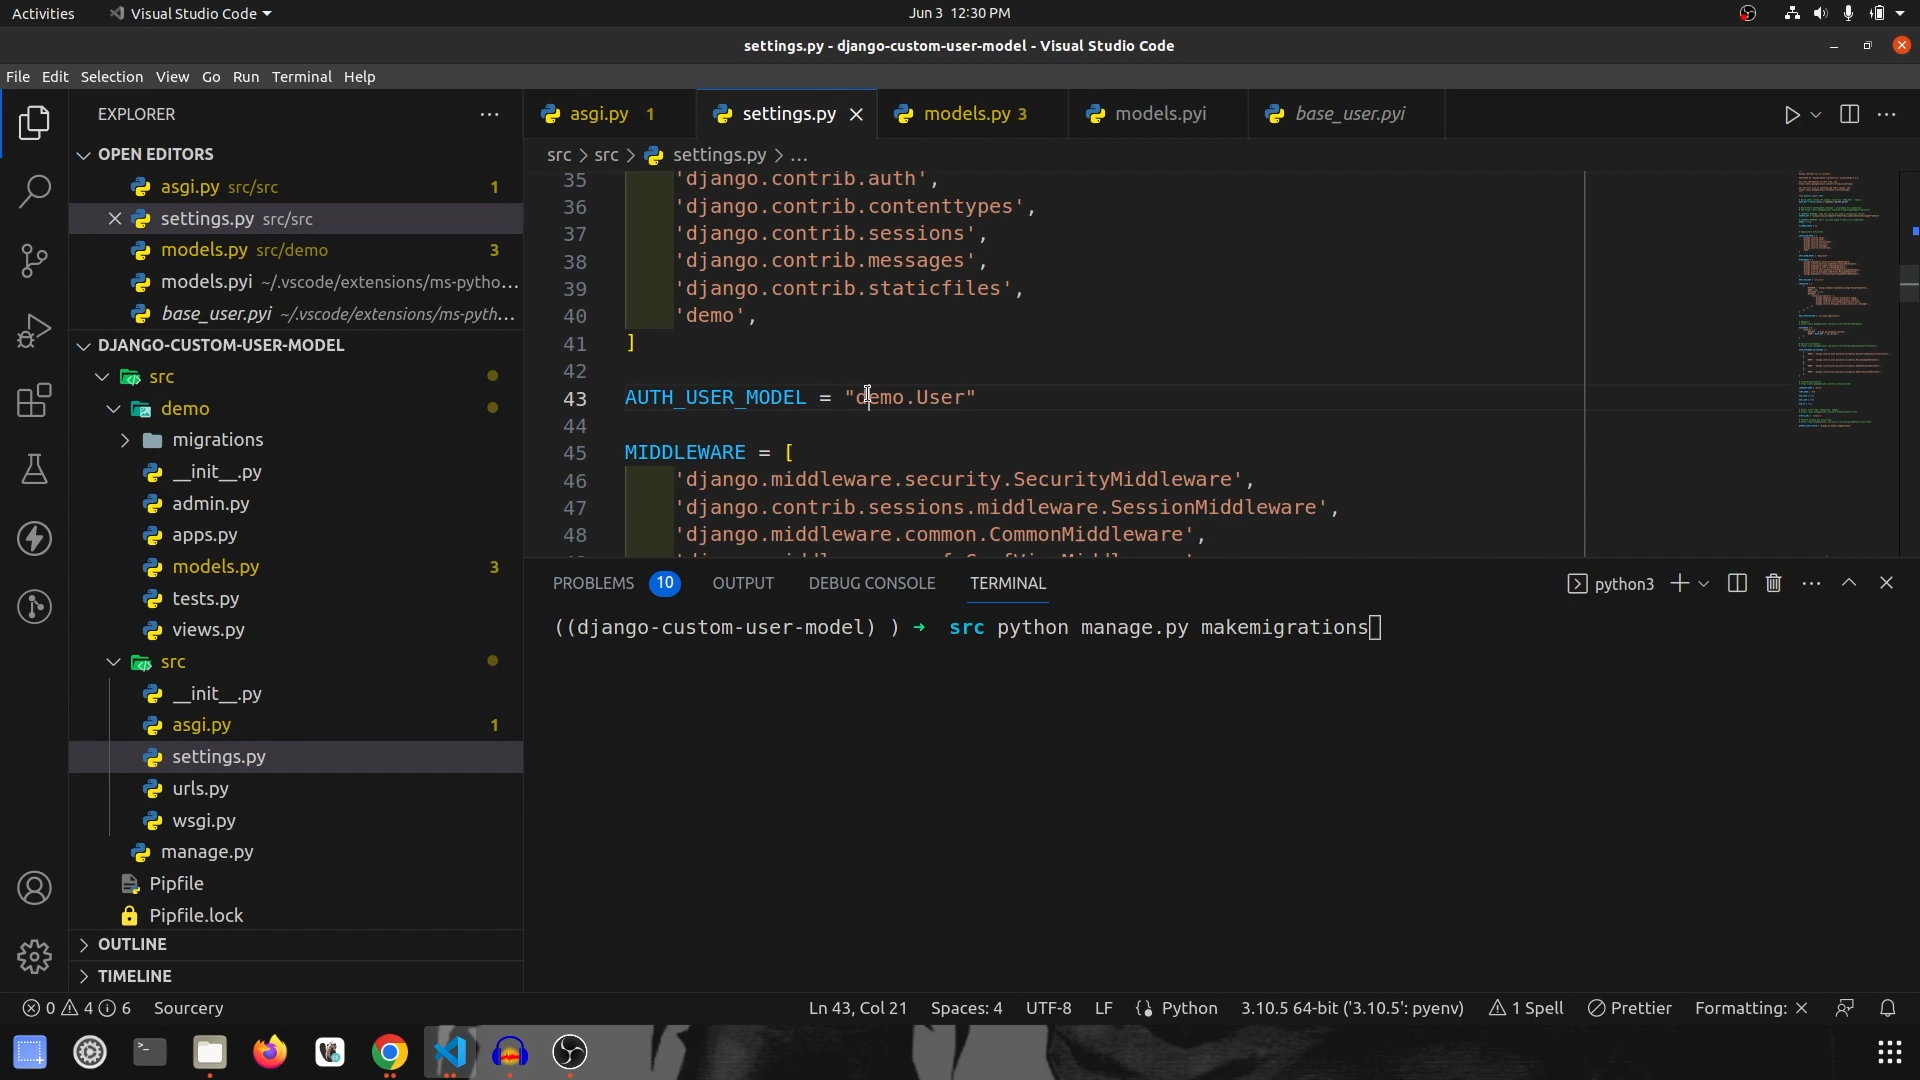 Activities
Visual Studio Code
Jun 3 12:30 PM
settings.py - django-custom-user-model - Visual Studio Code
File Edit Selection View Go Run Terminal Help
EXPLORER
OPEN EDITORS
asgi.py src/src 1
settings.py src/src
models.py src/demo 3
models.pyi ~/.vscode/extensions/ms-pytho...
base_user.pyi ~/.vscode/extensions/ms-pyth...
DJANGO-CUSTOM-USER-MODEL
src
demo
migrations
__init__.py
admin.py
apps.py
models.py 3
tests.py
views.py
src
__init__.py
asgi.py 1
settings.py
urls.py
wsgi.py
manage.py
Pipfile
Pipfile.lock
OUTLINE
TIMELINE
asgi.py 1
settings.py
models.py 3
models.pyi
base_user.pyi
src > src > settings.py > ...
35 'django.contrib.auth',
36 'django.contrib.contenttypes',
37 'django.contrib.sessions',
38 'django.contrib.messages',
39 'django.contrib.staticfiles',
40 'demo',
41 ]
42
43 AUTH_USER_MODEL = "demo.User"
44
45 MIDDLEWARE = [
46 'django.middleware.security.SecurityMiddleware',
47 'django.contrib.sessions.middleware.SessionMiddleware',
48 'django.middleware.common.CommonMiddleware',
PROBLEMS 10 OUTPUT DEBUG CONSOLE TERMINAL
python3
((django-custom-user-model) ) ➜ src python manage.py makemigrations
0 4 6 Sourcery
Ln 43, Col 21 Spaces: 4 UTF-8 LF Python 3.10.5 64-bit ('3.10.5': pyenv) 1 Spell Prettier Formatting: ×